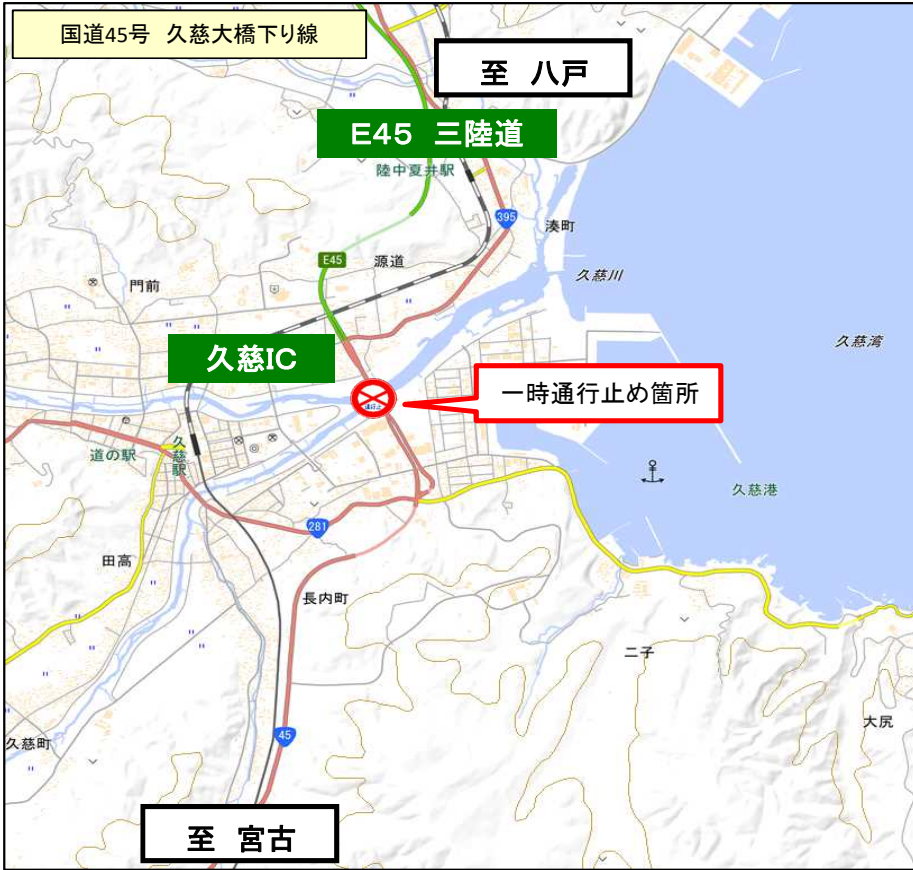 国道45号 久慈大橋下り線
至 八戸
E45 三陸道
陸中夏井駅
395
湊町
E45
源道
久慈川
門前
久慈湾
久慈IC
一時通行止め箇所
通行止
道の駅
久慈駅
久慈港
281
田高
長内町
二子
大尻
45
久慈町
至 宮古